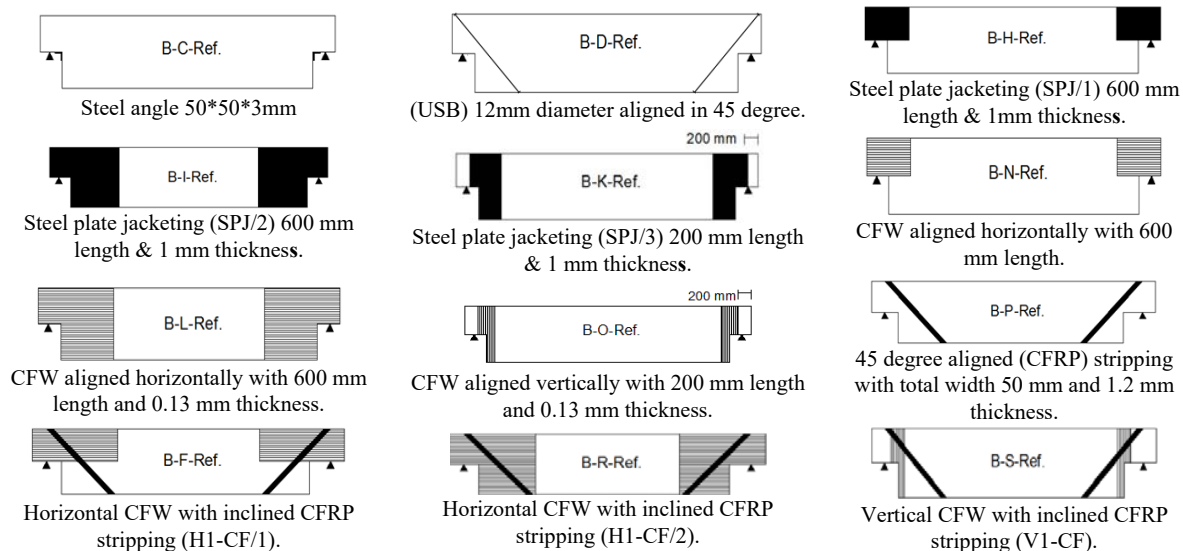 B-C-Ref.
Steel angle 50*50*3mm
B-D-Ref.
(USB) 12mm diameter aligned in 45 degree.
B-H-Ref.
Steel plate jacketing (SPJ/1) 600 mm
length & 1mm thickness.
B-I-Ref.
Steel plate jacketing (SPJ/2) 600 mm
length & 1 mm thickness.
200 mm
B-K-Ref.
Steel plate jacketing (SPJ/3) 200 mm length
& 1 mm thickness.
B-N-Ref.
CFW aligned horizontally with 600
mm length.
B-L-Ref.
CFW aligned horizontally with 600 mm
length and 0.13 mm thickness.
200 mm
B-O-Ref.
CFW aligned vertically with 200 mm length
and 0.13 mm thickness.
B-P-Ref.
45 degree aligned (CFRP) stripping
with total width 50 mm and 1.2 mm
thickness.
B-F-Ref.
Horizontal CFW with inclined CFRP
stripping (H1-CF/1).
B-R-Ref.
Horizontal CFW with inclined CFRP
stripping (H1-CF/2).
B-S-Ref.
Vertical CFW with inclined CFRP
stripping (V1-CF).